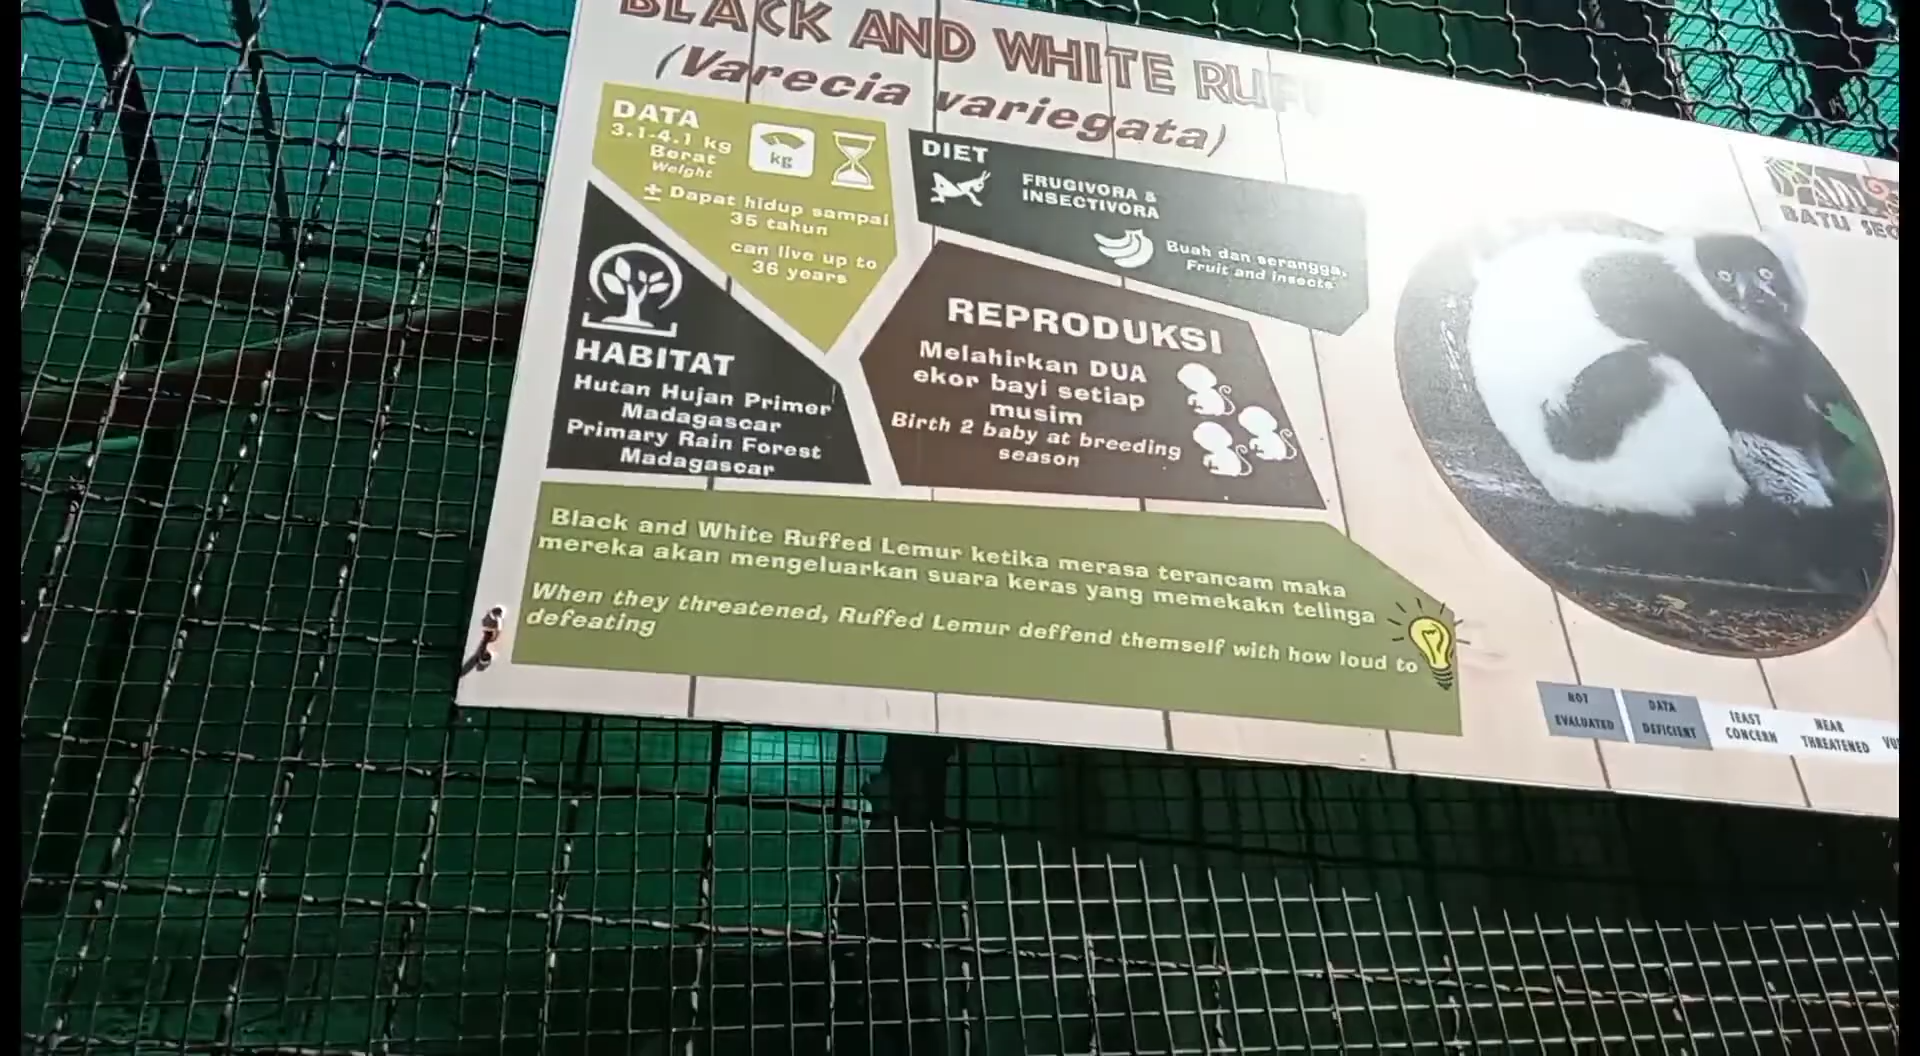 BLACK AND WHITE RUFF
(Varecia variegata)
DATA
3.1-4.1 kg
Berat
Weight
kg
± Dapat hidup sampai
35 tahun
can live up to
36 years
DIET
FRUGIVORA &
INSECTIVORA
Buah dan serangga.
Fruit and insects
HABITAT
Hutan Hujan Primer
Madagascar
Primary Rain Forest
Madagascar
REPRODUKSI
Melahirkan DUA
ekor bayi setiap
musim
Birth 2 baby at breeding
season
Black and White Ruffed Lemur ketika merasa terancam maka
mereka akan mengeluarkan suara keras yang memekakn telinga
When they threatened, Ruffed Lemur deffend themself with how loud to
defeating
BATU SEC
NOT
EVALUATED
DATA
DEFICIENT
LEAST
CONCERN
NEAR
THREATENED